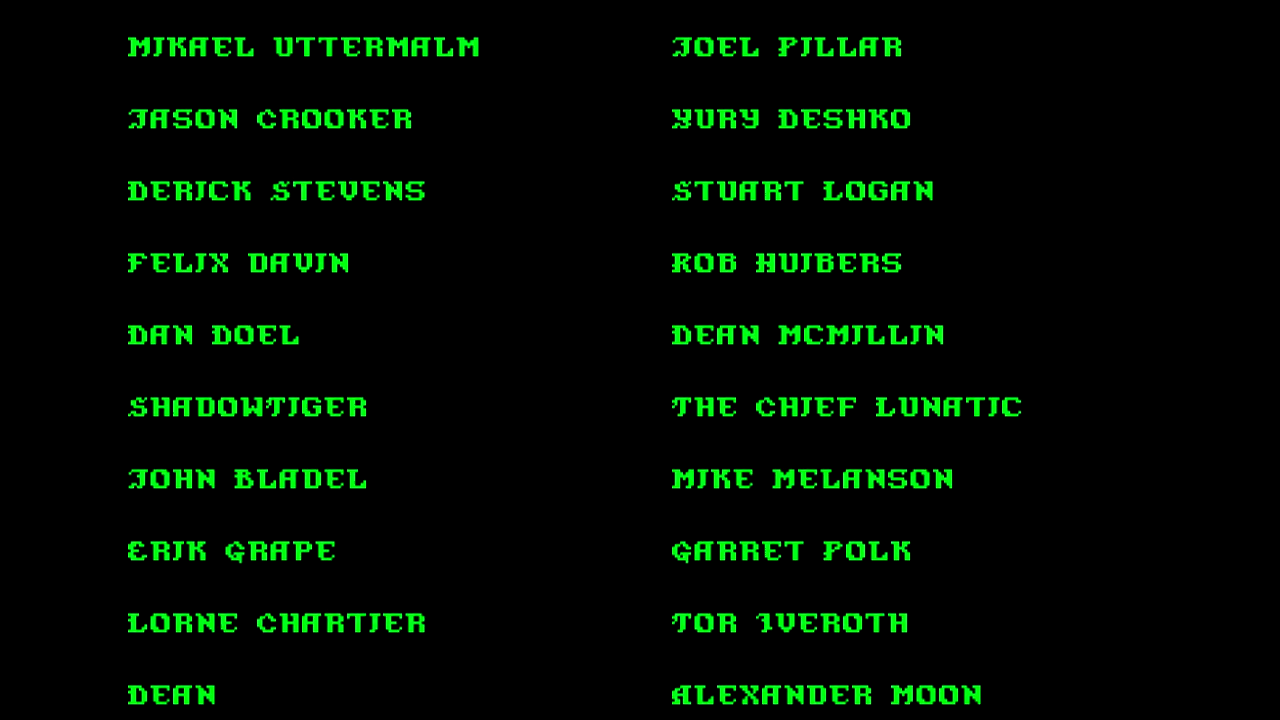 MIKAEL UTTERMALM
JOEL PILLAR
JASON CROOKER
YURY DESHKO
DERICK STEVENS
STUART LOGAN
FELIX DAVIN
ROB HUIBERS
DAN DOEL
DEAN MCMILLIN
SHADOWTIGER
THE CHIEF LUNATIC
JOHN BLADEL
MIKE MELANSON
ERIK GRAPE
GARRET POLK
LORNE CHARTIER
TOR IVEROTH
DEAN
ALEXANDER MOON